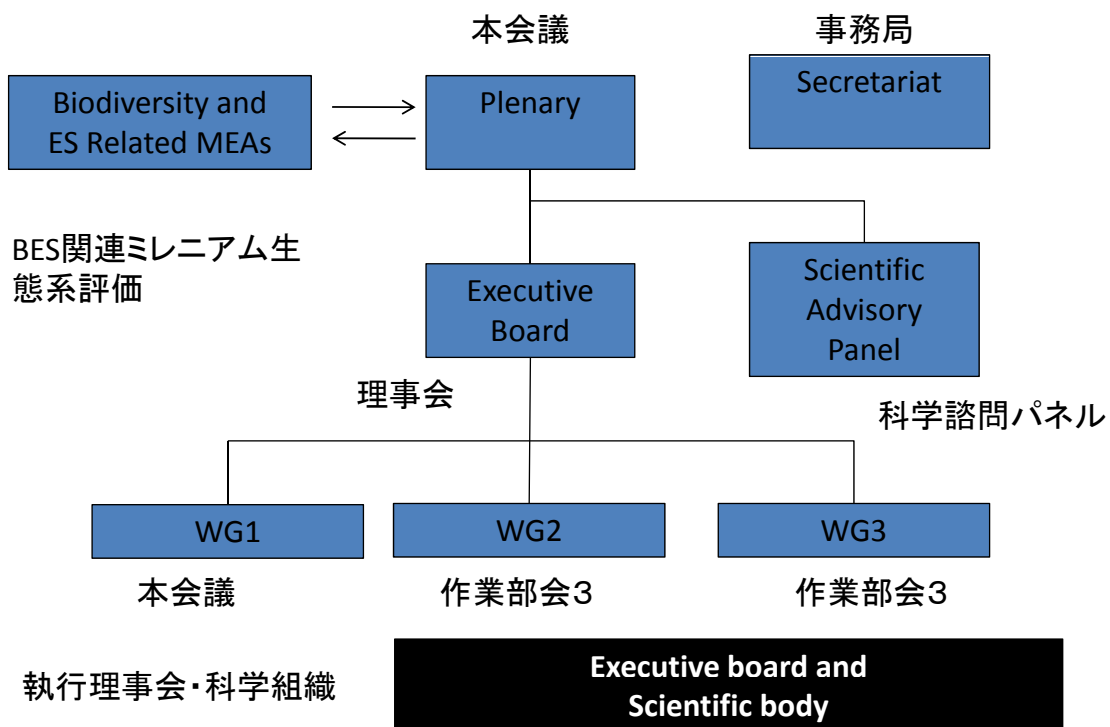 本会議
事務局
Biodiversity and
ES Related MEAs
Plenary
Secretariat
BES関連ミレニアム生
態系評価
Executive
Board
Scientific
Advisory
Panel
理事会
科学諮問パネル
WG1
WG2
WG3
本会議
作業部会3
作業部会3
執行理事会・科学組織
Executive board and
Scientific body